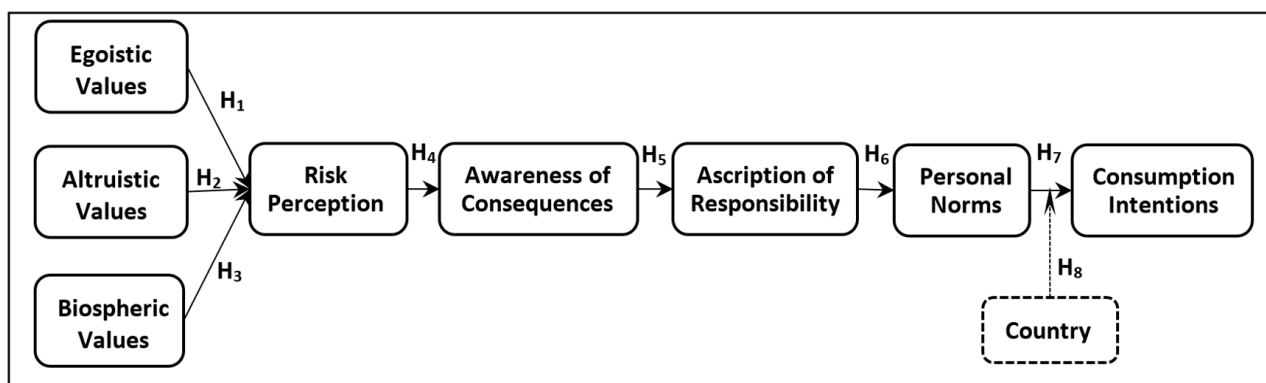 Egoistic
Values
H₁
Altruistic
Values
H₂
Biospheric
Values
H₃
Risk
Perception
H₄
Awareness of
Consequences
H₅
Ascription of
Responsibility
H₆
Personal
Norms
H₇
Consumption
Intentions
H₈
Country